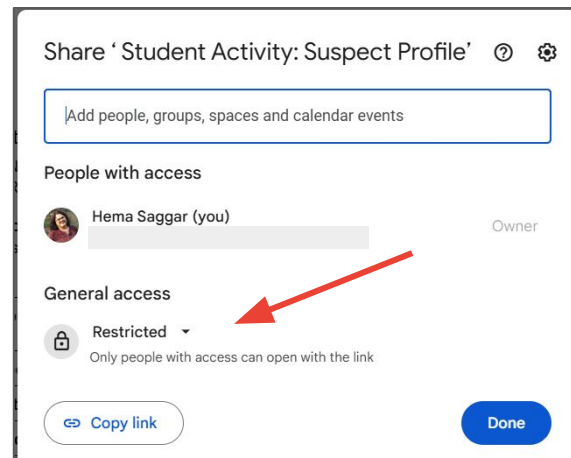 Share ‘ Student Activity: Suspect Profile’
Add people, groups, spaces and calendar events
People with access
Hema Saggar (you)
Owner
General access
Restricted
Only people with access can open with the link
Copy link
Done